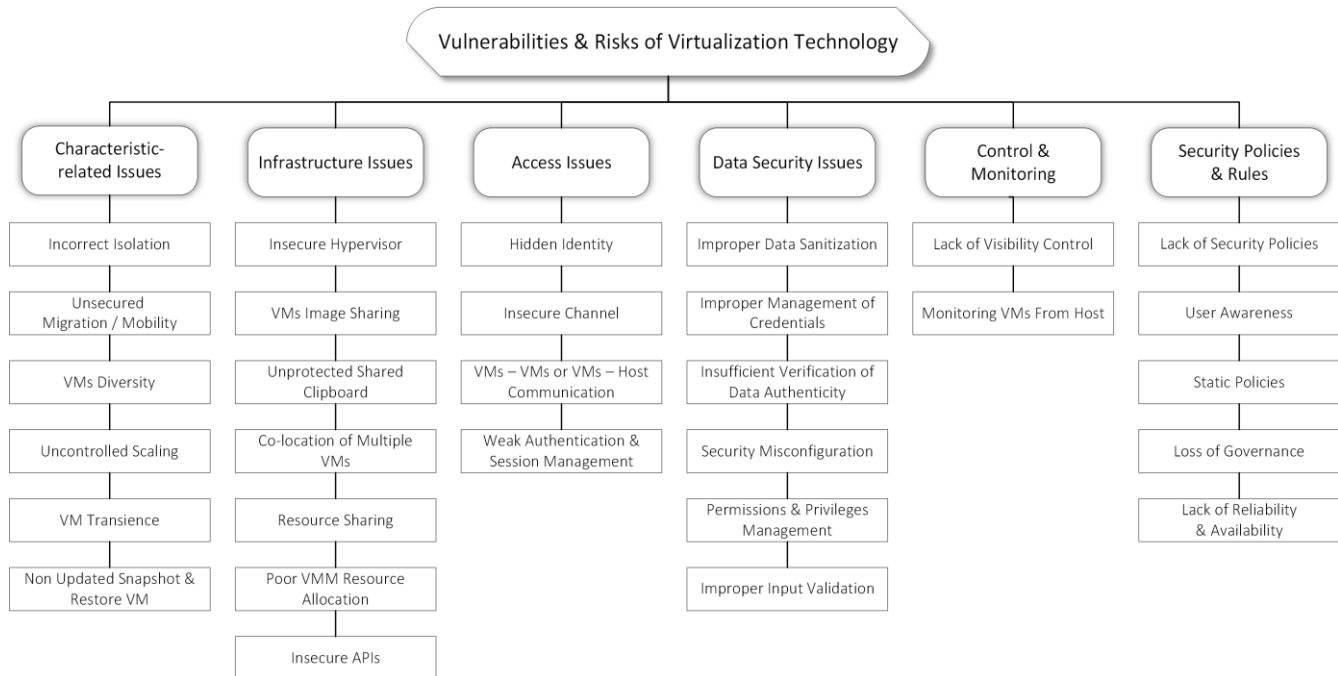 Vulnerabilities & Risks of Virtualization Technology
Characteristic-
related Issues
Incorrect Isolation
Unsecured
Migration / Mobility
VMs Diversity
Uncontrolled Scaling
VM Transience
Non Updated Snapshot &
Restore VM
Infrastructure Issues
Insecure Hypervisor
VMs Image Sharing
Unprotected Shared
Clipboard
Co-location of Multiple
VMs
Resource Sharing
Poor VMM Resource
Allocation
Insecure APIs
Access Issues
Hidden Identity
Insecure Channel
VMs – VMs or VMs – Host
Communication
Weak Authentication &
Session Management
Data Security Issues
Improper Data Sanitization
Improper Management of
Credentials
Insufficient Verification of
Data Authenticity
Security Misconfiguration
Permissions & Privileges
Management
Improper Input Validation
Control &
Monitoring
Lack of Visibility Control
Monitoring VMs From Host
Security Policies
& Rules
Lack of Security Policies
User Awareness
Static Policies
Loss of Governance
Lack of Reliability
& Availability